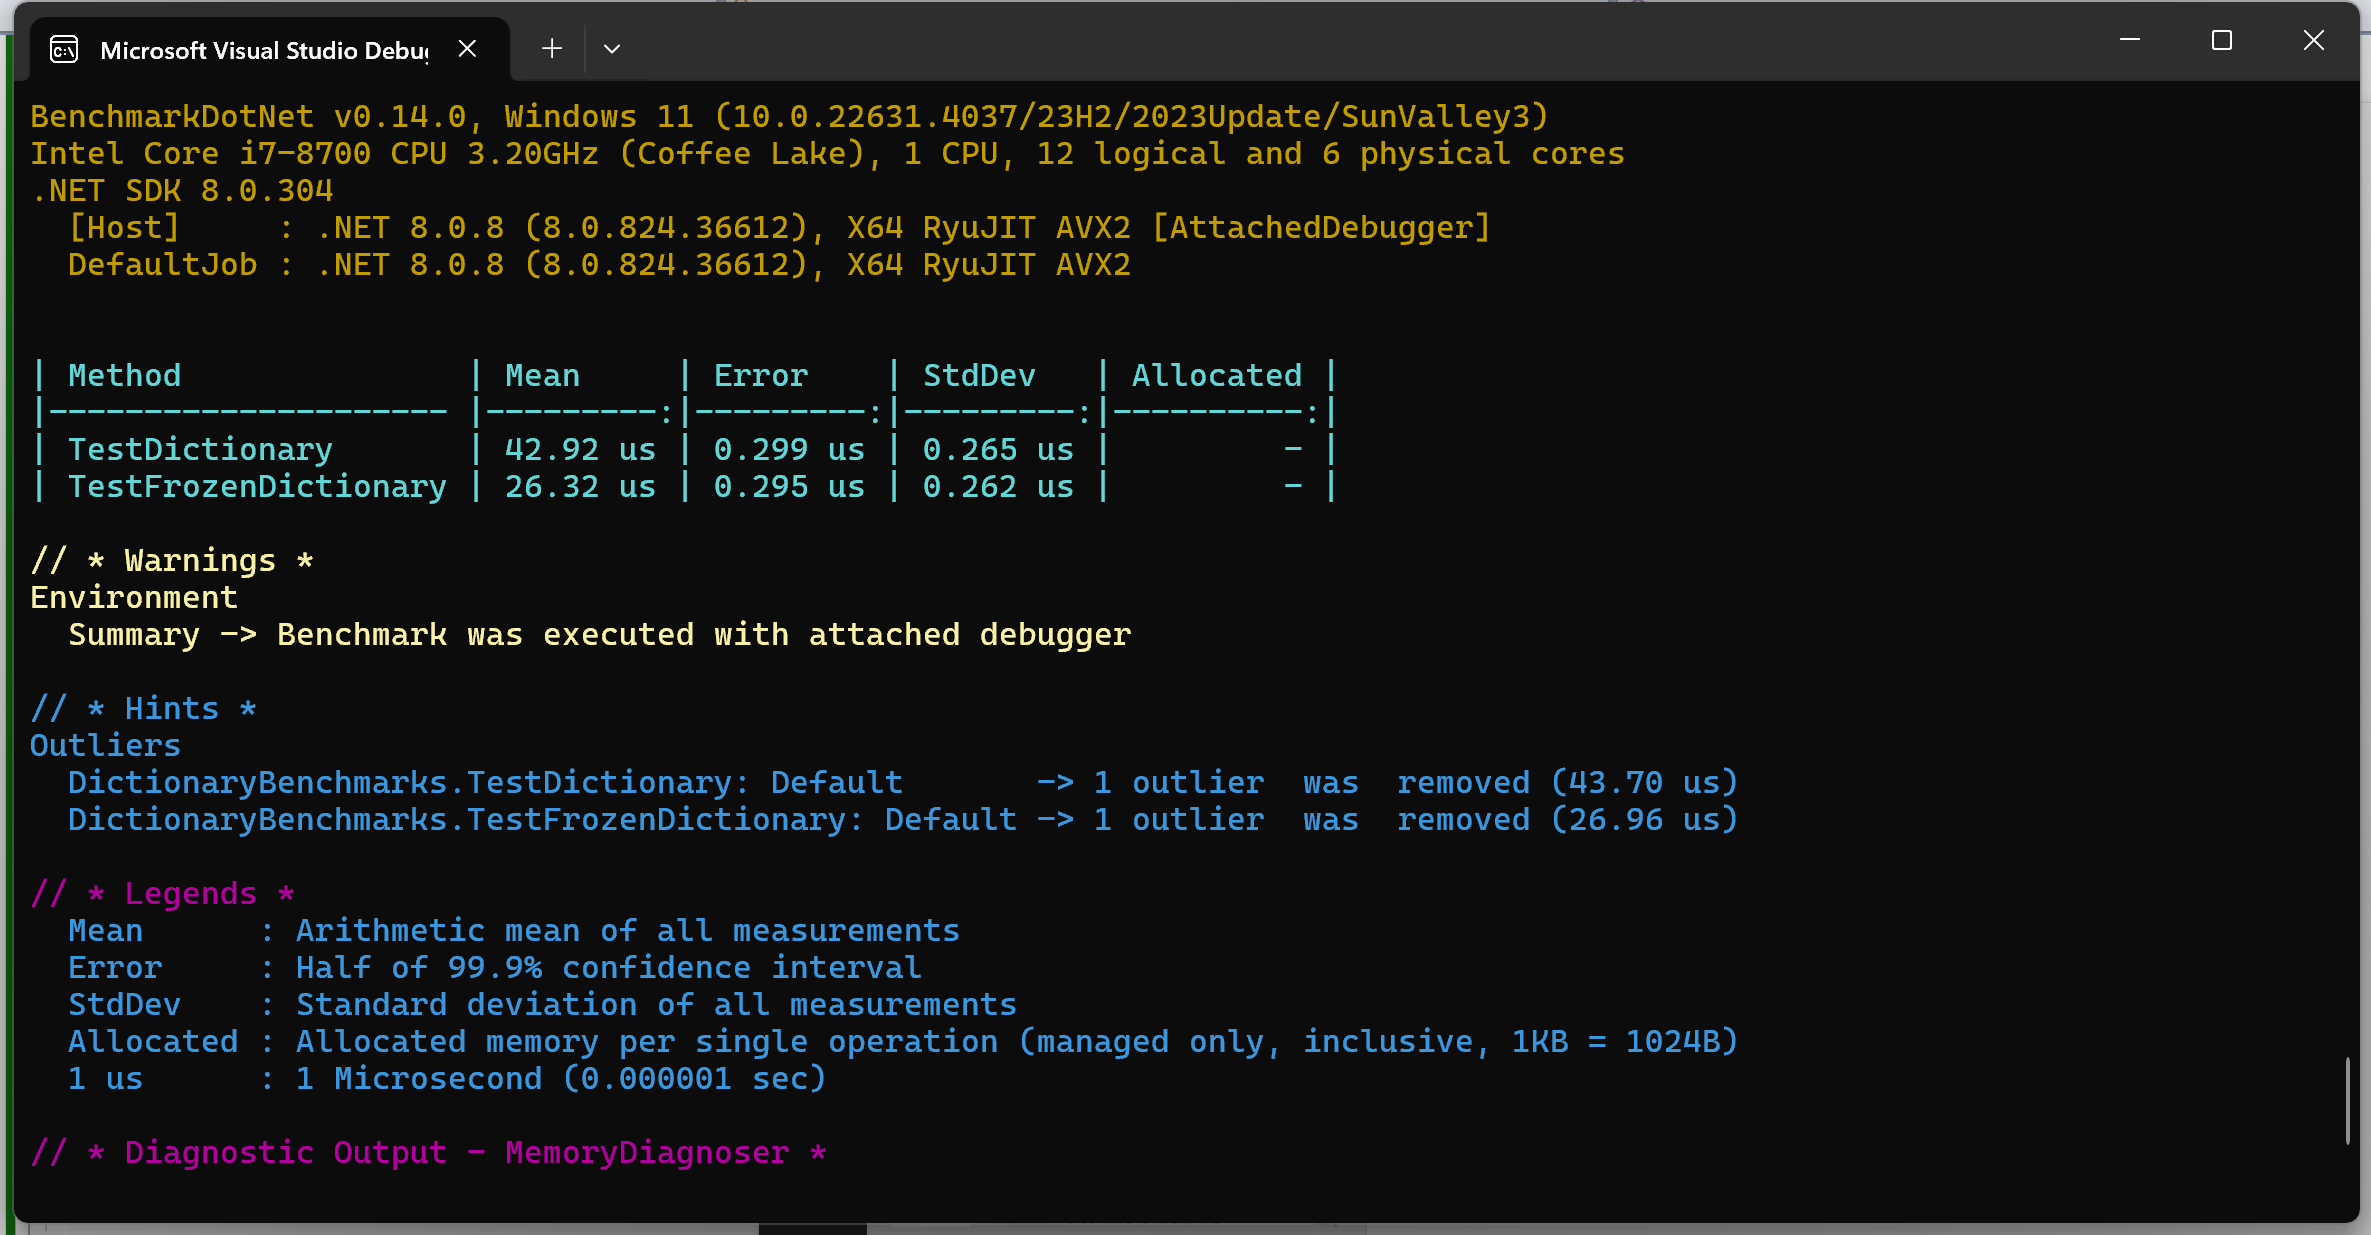 Microsoft Visual Studio Debug
BenchmarkDotNet v0.14.0, Windows 11 (10.0.22631.4037/23H2/2023Update/SunValley3)
Intel Core i7-8700 CPU 3.20GHz (Coffee Lake), 1 CPU, 12 logical and 6 physical cores
.NET SDK 8.0.304
  [Host]     : .NET 8.0.8 (8.0.824.36612), X64 RyuJIT AVX2 [AttachedDebugger]
  DefaultJob : .NET 8.0.8 (8.0.824.36612), X64 RyuJIT AVX2
| Method               | Mean     | Error    | StdDev   | Allocated |
|--------------------- |---------:|---------:|---------:|----------:|
| TestDictionary       | 42.92 us | 0.299 us | 0.265 us |         - |
| TestFrozenDictionary | 26.32 us | 0.295 us | 0.262 us |         - |
// * Warnings *
Environment
  Summary -> Benchmark was executed with attached debugger
// * Hints *
Outliers
  DictionaryBenchmarks.TestDictionary: Default       -> 1 outlier  was  removed (43.70 us)
  DictionaryBenchmarks.TestFrozenDictionary: Default -> 1 outlier  was  removed (26.96 us)
// * Legends *
  Mean      : Arithmetic mean of all measurements
  Error     : Half of 99.9% confidence interval
  StdDev    : Standard deviation of all measurements
  Allocated : Allocated memory per single operation (managed only, inclusive, 1KB = 1024B)
  1 us      : 1 Microsecond (0.000001 sec)
// * Diagnostic Output - MemoryDiagnoser *